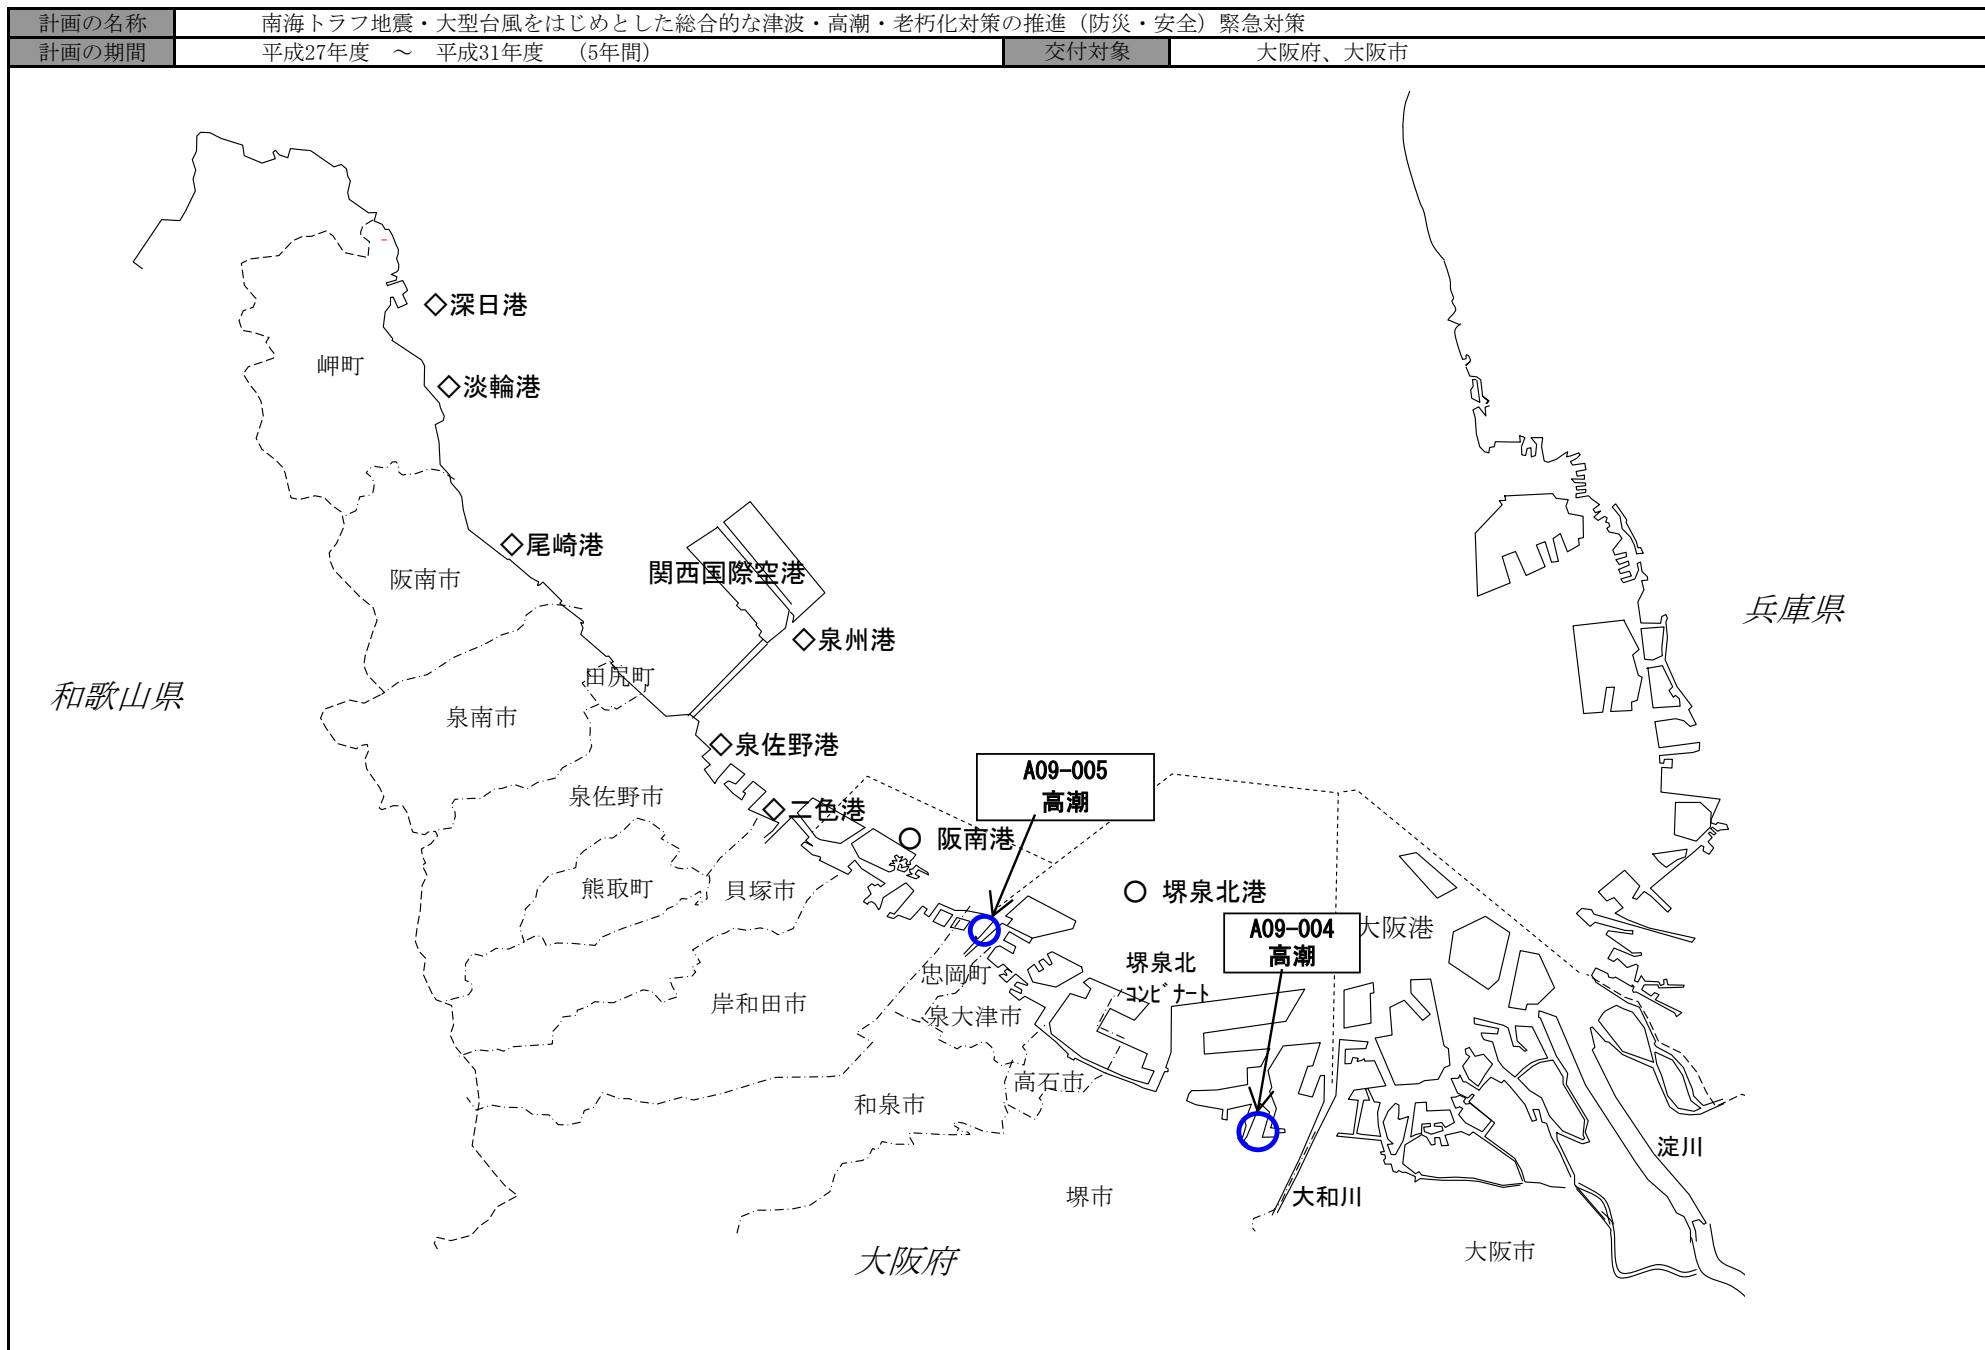 計画の名称 南海トラフ地震・大型台風をはじめとした総合的な津波・高潮・老朽化対策の推進（防災・安全）緊急対策
計画の期間 平成27年度 ～ 平成31年度 （5年間） 交付対象 大阪府、大阪市
◇深日港
岬町
◇淡輪港
◇尾崎港
関西国際空港
阪南市
兵庫県
◇泉州港
田尻町
和歌山県
泉南市
◇泉佐野港
A09-005
高潮
泉佐野市
◇二色港
○ 阪南港
熊取町
貝塚市
○ 堺泉北港
A09-004
高潮
大阪港
堺泉北
ｺﾝﾋﾞﾅｰﾄ
忠岡町
岸和田市
泉大津市
高石市
和泉市
淀川
堺市
大和川
大阪市
大阪府